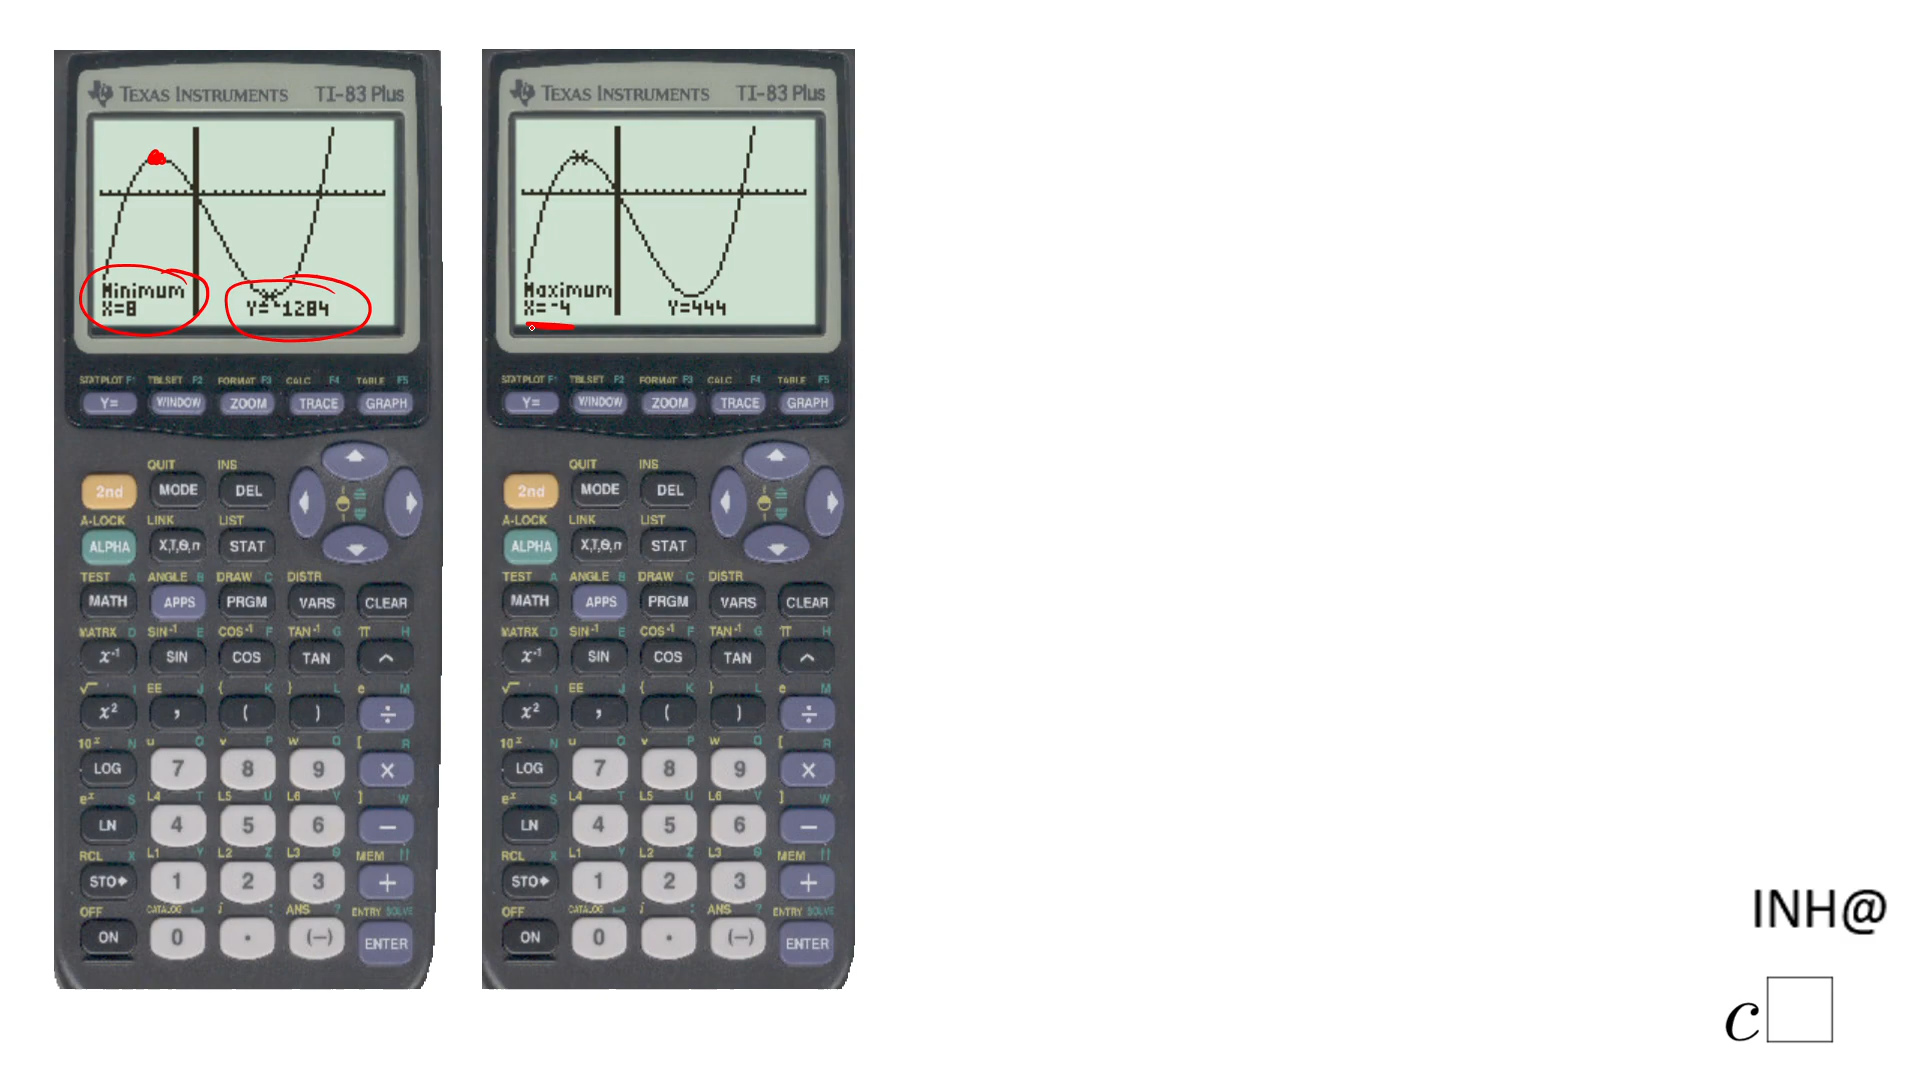 TEXAS INSTRUMENTS TI-83 Plus
Minimum
X=8 Y=-1284
STAT PLOT F1 TBLSET F2 FORMAT F3 CALC F4 TABLE F5
Y= WINDOW ZOOM TRACE GRAPH
QUIT INS
2nd MODE DEL
A-LOCK LINK LIST
ALPHA X,T,θ,n STAT
TEST A ANGLE B DRAW C DISTR
MATH APPS PRGM VARS CLEAR
MATRX D SIN-1 E COS-1 F TAN-1 G π H
x-1 SIN COS TAN ^
√ I EE J { K } L e M
x2 , ( ) ÷
10x N u O v P w Q [ R
LOG 7 8 9 ×
ex S L4 T L5 U L6 V ] W
LN 4 5 6 −
RCL X L1 Y L2 Z L3 θ MEM "
STO▸ 1 2 3 +
OFF CATALOG i : ANS ? ENTRY SOLVE
ON 0 . (−) ENTER
TEXAS INSTRUMENTS TI-83 Plus
Maximum
X=-4 Y=444
STAT PLOT F1 TBLSET F2 FORMAT F3 CALC F4 TABLE F5
Y= WINDOW ZOOM TRACE GRAPH
QUIT INS
2nd MODE DEL
A-LOCK LINK LIST
ALPHA X,T,θ,n STAT
TEST A ANGLE B DRAW C DISTR
MATH APPS PRGM VARS CLEAR
MATRX D SIN-1 E COS-1 F TAN-1 G π H
x-1 SIN COS TAN ^
√ I EE J { K } L e M
x2 , ( ) ÷
10x N u O v P w Q [ R
LOG 7 8 9 ×
ex S L4 T L5 U L6 V ] W
LN 4 5 6 −
RCL X L1 Y L2 Z L3 θ MEM "
STO▸ 1 2 3 +
OFF CATALOG i : ANS ? ENTRY SOLVE
ON 0 . (−) ENTER
INH@
c